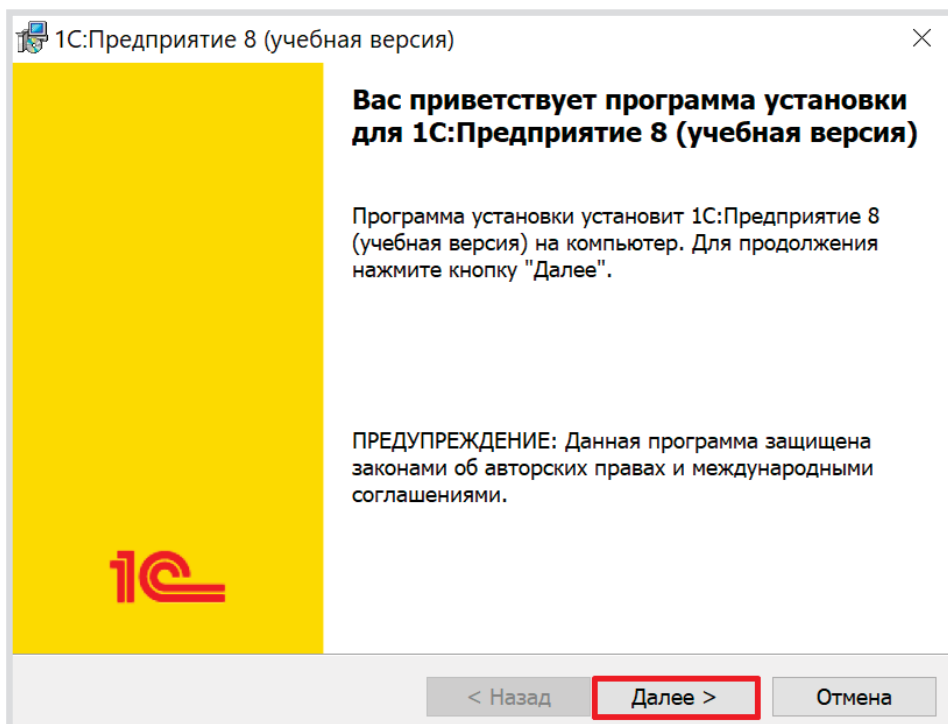 1С:Предприятие 8 (учебная версия)
Вас приветствует программа установки
для 1С:Предприятие 8 (учебная версия)
Программа установки установит 1С:Предприятие 8
(учебная версия) на компьютер. Для продолжения
нажмите кнопку "Далее".
ПРЕДУПРЕЖДЕНИЕ: Данная программа защищена
законами об авторских правах и международными
соглашениями.
1С
< Назад
Далее >
Отмена